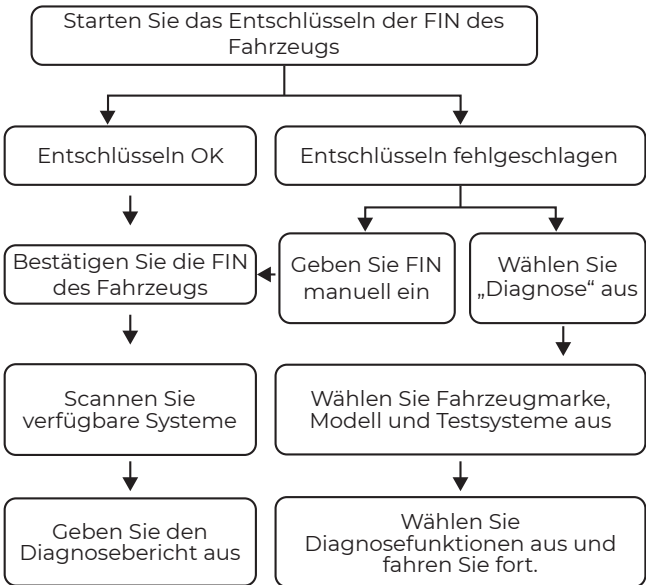 Starten Sie das Entschlüsseln der FIN des
Fahrzeugs
Entschlüsseln OK
Entschlüsseln fehlgeschlagen
Bestätigen Sie die FIN
des Fahrzeugs
Geben Sie FIN
manuell ein
Wählen Sie
„Diagnose“ aus
Scannen Sie
verfügbare Systeme
Wählen Sie Fahrzeugmarke,
Modell und Testsysteme aus
Geben Sie den
Diagnosebericht aus
Wählen Sie
Diagnosefunktionen aus und
fahren Sie fort.